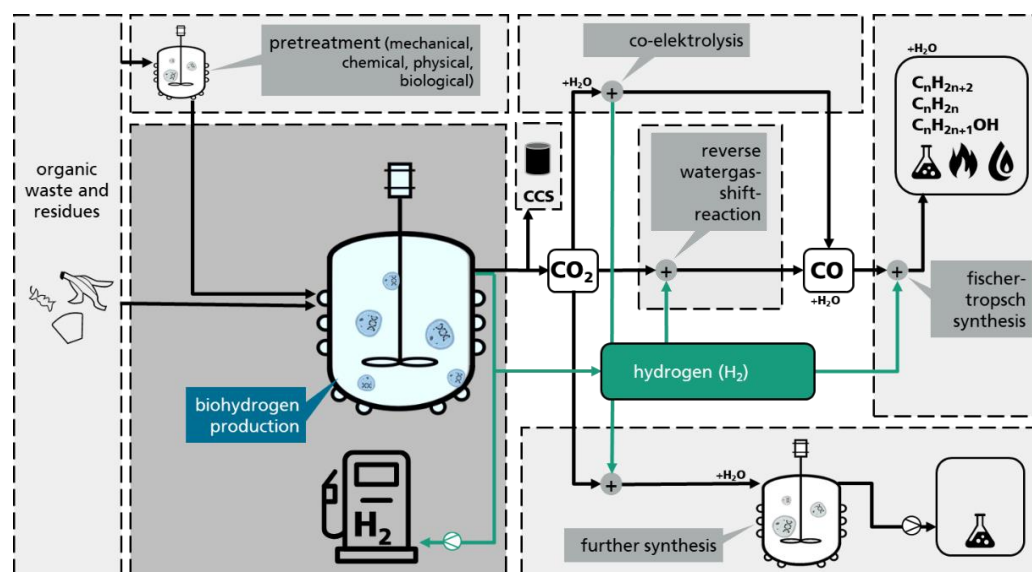 pretreatment (mechanical,
chemical, physical,
biological)
co-elektrolysis
+H₂O
+
+H₂O
CₙH₂ₙ₊₂
CₙH₂ₙ
CₙH₂ₙ₊₁OH
organic
waste and
residues
CCS
reverse
watergas-
shift-
reaction
CO₂
+
CO
+H₂O
+
fischer-
tropsch
synthesis
hydrogen (H₂)
biohydrogen
production
H₂
+
+H₂O
further synthesis